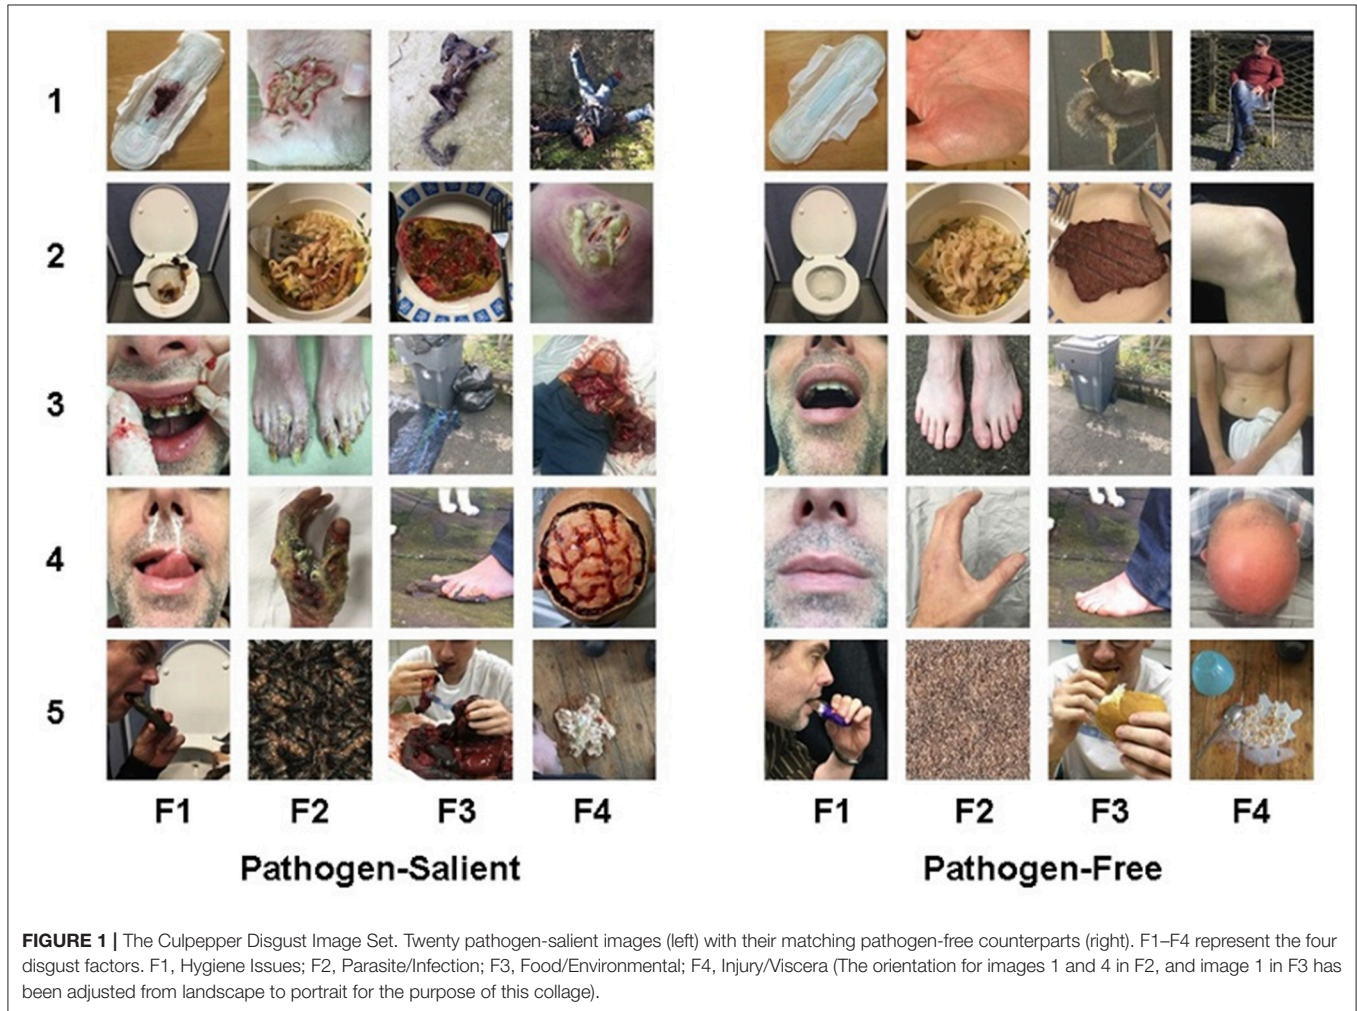 1
2
3
4
5
F1 F2 F3 F4
Pathogen-Salient
F1 F2 F3 F4
Pathogen-Free
FIGURE 1 | The Culpepper Disgust Image Set. Twenty pathogen-salient images (left) with their matching pathogen-free counterparts (right). F1–F4 represent the four
disgust factors. F1, Hygiene Issues; F2, Parasite/Infection; F3, Food/Environmental; F4, Injury/Viscera (The orientation for images 1 and 4 in F2, and image 1 in F3 has
been adjusted from landscape to portrait for the purpose of this collage).